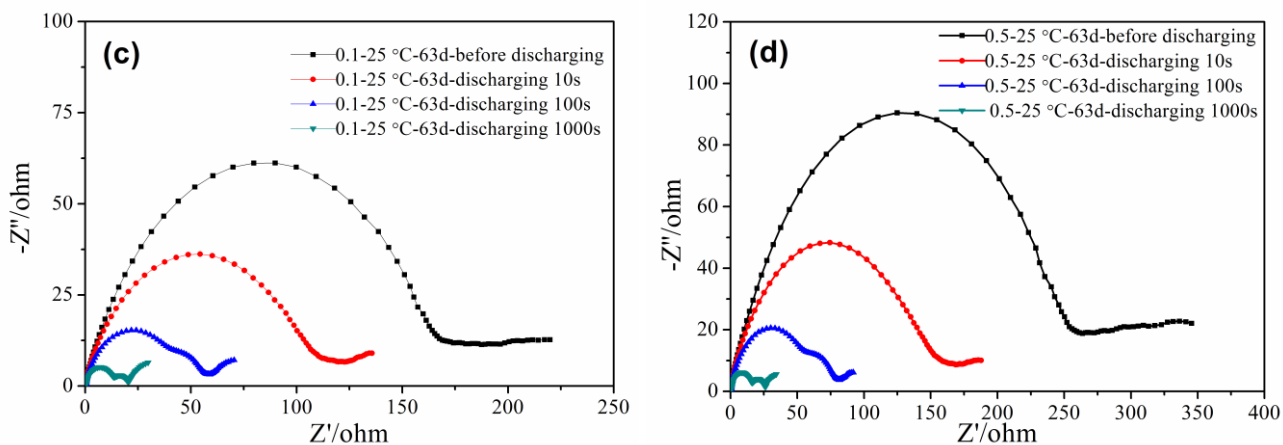 (c)
0.1-25 °C-63d-before discharging
0.1-25 °C-63d-discharging 10s
0.1-25 °C-63d-discharging 100s
0.1-25 °C-63d-discharging 1000s
-Z''/ohm
100
75
50
25
0
0 50 100 150 200 250
Z'/ohm
(d)
0.5-25 °C-63d-before discharging
0.5-25 °C-63d-discharging 10s
0.5-25 °C-63d-discharging 100s
0.5-25 °C-63d-discharging 1000s
-Z''/ohm
120
100
80
60
40
20
0
0 50 100 150 200 250 300 350 400
Z'/ohm